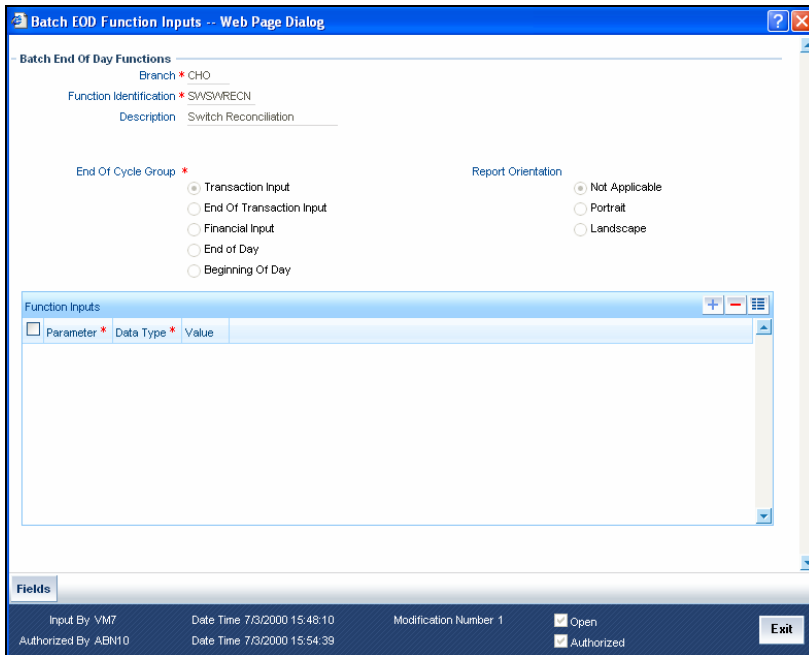 Batch EOD Function Inputs -- Web Page Dialog
Batch End Of Day Functions
Branch * CHO
Function Identification * SWSWRECN
Description Switch Reconciliation
End Of Cycle Group * Report Orientation
Transaction Input Not Applicable
End Of Transaction Input Portrait
Financial Input Landscape
End of Day
Beginning Of Day
Function Inputs
Parameter * Data Type * Value
Fields
Input By VM7 Date Time 7/3/2000 15:48:10 Modification Number 1 Open
Authorized By ABN10 Date Time 7/3/2000 15:54:39 Authorized
Exit